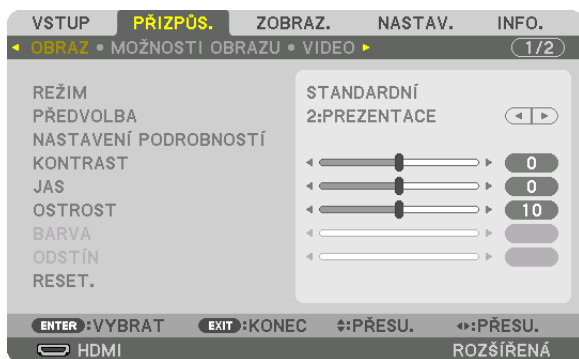 VSTUP PŘIZPŮS. ZOBRAZ. NASTAV. INFO.
OBRAZ • MOŽNOSTI OBRAZU • VIDEO 1/2
REŽIM STANDARDNÍ
PŘEDVOLBA 2:PREZENTACE
NASTAVENÍ PODROBNOSTÍ
KONTRAST 0
JAS 0
OSTROST 10
BARVA
ODSTÍN
RESET.
ENTER :VYBRAT EXIT :KONEC :PŘESU. :PŘESU.
HDMI ROZŠÍŘENÁ